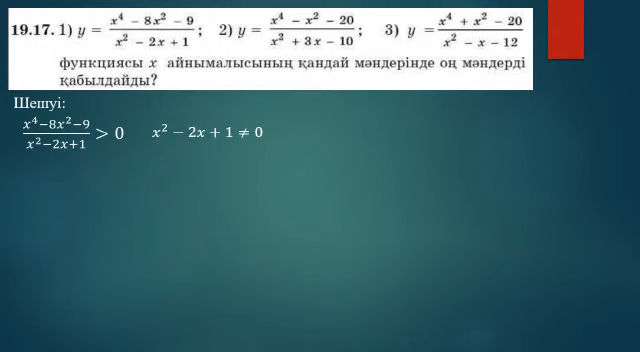 19.17. 1) y = (x⁴ − 8x² − 9)/(x² − 2x + 1); 2) y = (x⁴ − x² − 20)/(x² + 3x − 10); 3) y = (x⁴ + x² − 20)/(x² − x − 12)
функциясы x айнымалысының қандай мәндерінде оң мәндерді
қабылдайды?
Шешуі:
(x⁴−8x²−9)/(x²−2x+1) > 0 x² − 2x + 1 ≠ 0